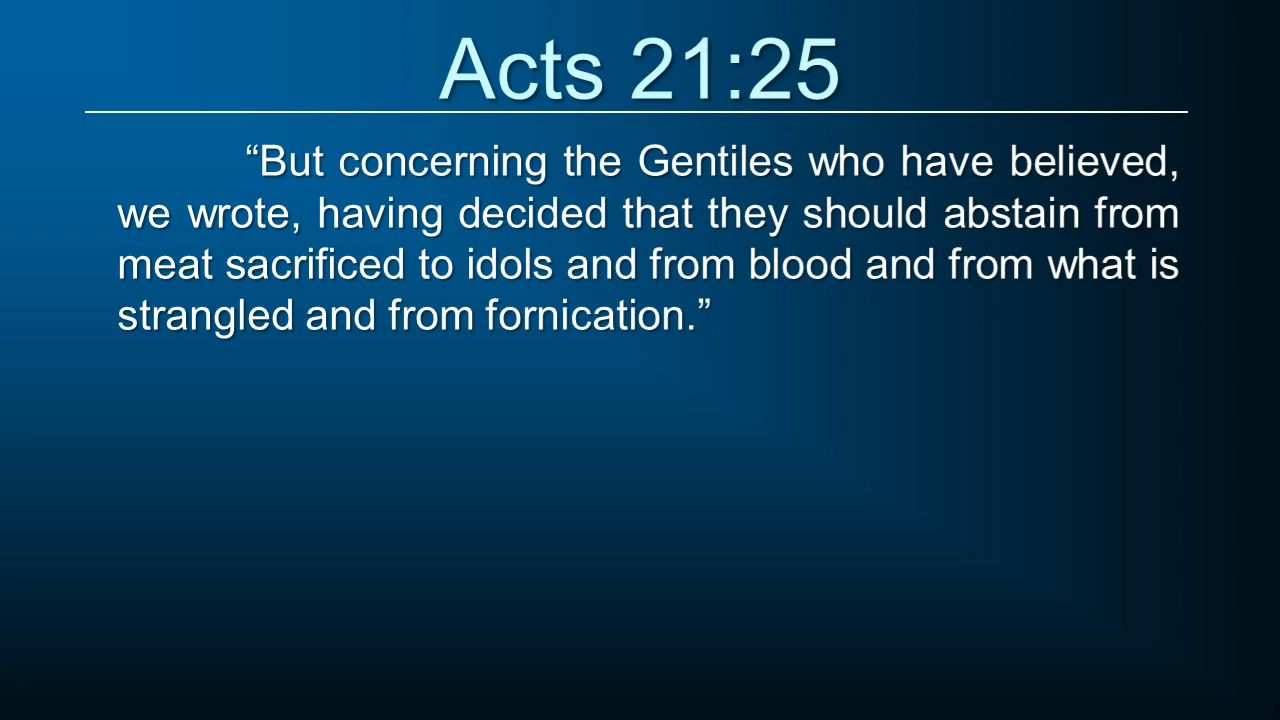 Acts 21:25
“But concerning the Gentiles who have believed,
we wrote, having decided that they should abstain from
meat sacrificed to idols and from blood and from what is
strangled and from fornication.”